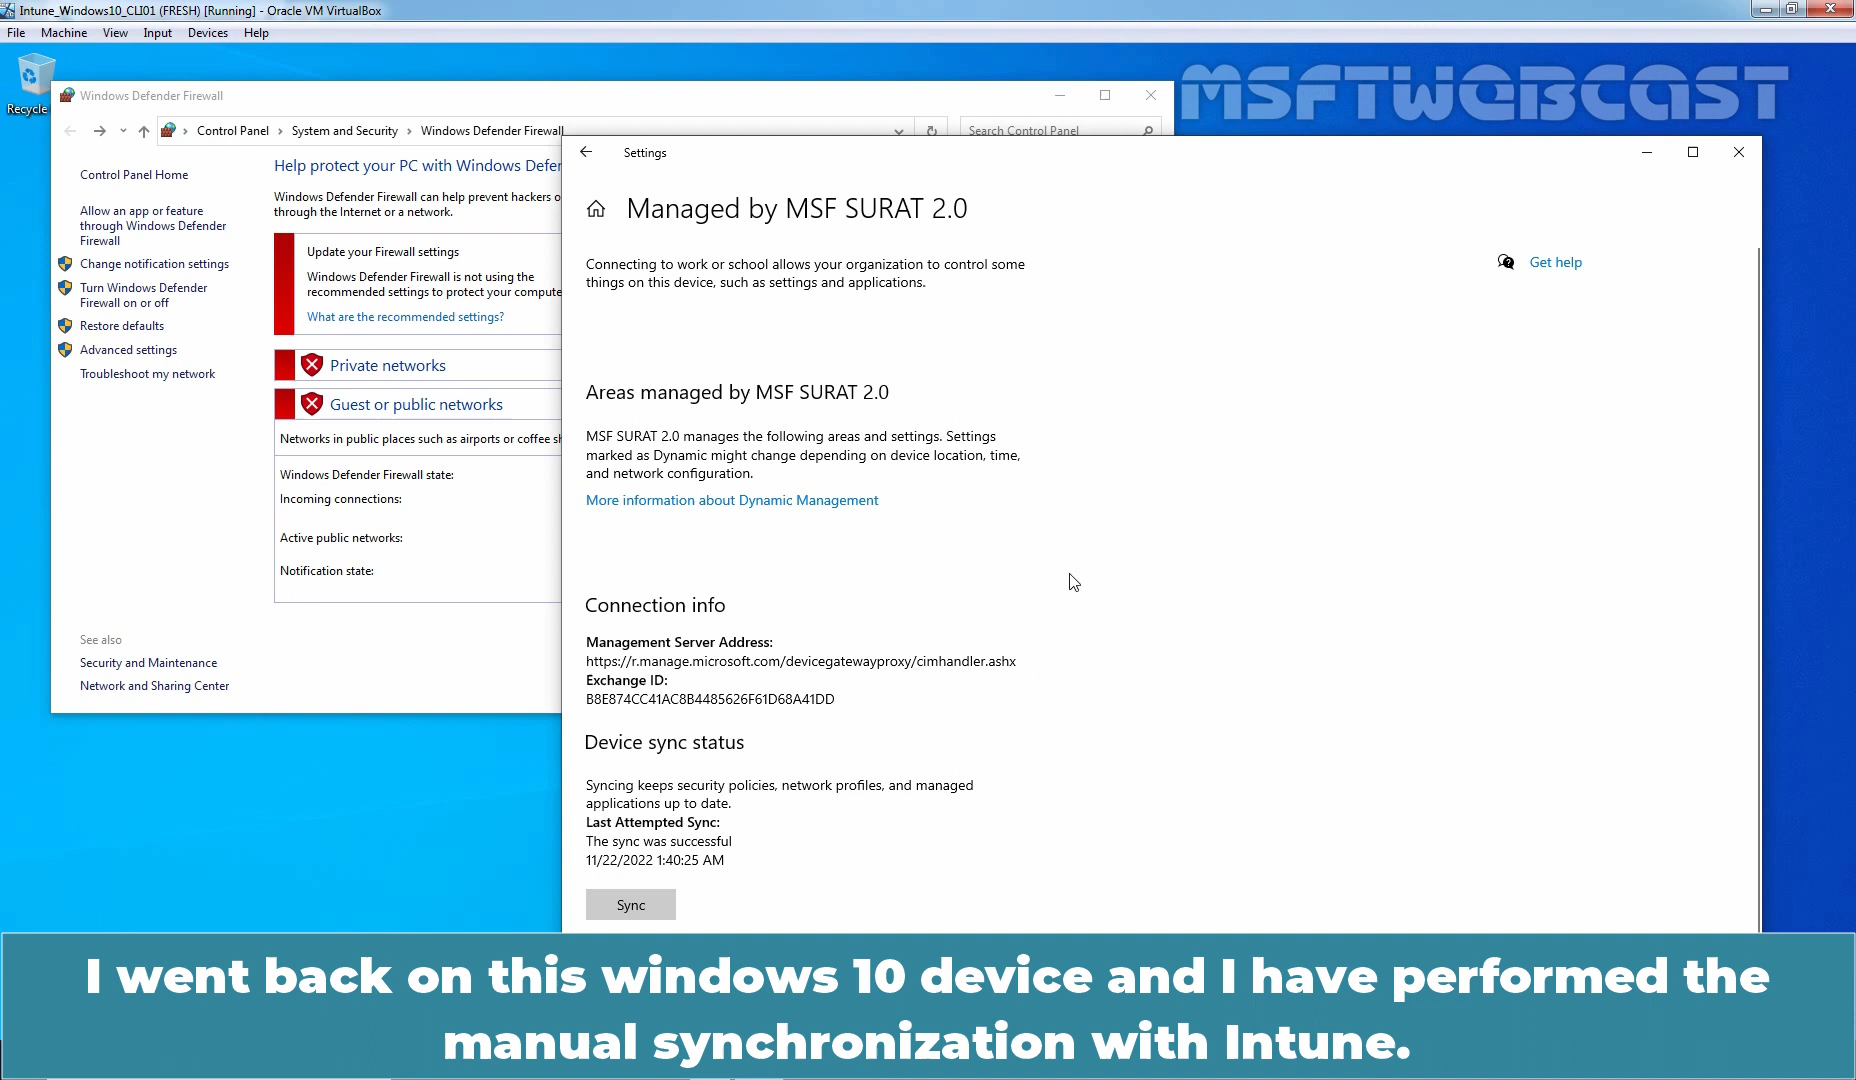 Intune_Windows10_CLI01 (FRESH) [Running] - Oracle VM VirtualBox
File Machine View Input Devices Help
MSFTWEBCAST
Recycle
Windows Defender Firewall
Control Panel > System and Security > Windows Defender Firewall
Search Control Panel
Control Panel Home
Allow an app or feature
through Windows Defender
Firewall
Change notification settings
Turn Windows Defender
Firewall on or off
Restore defaults
Advanced settings
Troubleshoot my network
See also
Security and Maintenance
Network and Sharing Center
Help protect your PC with Windows Defe
Windows Defender Firewall can help prevent hackers o
through the Internet or a network.
Update your Firewall settings
Windows Defender Firewall is not using the
recommended settings to protect your compute
What are the recommended settings?
Private networks
Guest or public networks
Networks in public places such as airports or coffee sh
Windows Defender Firewall state:
Incoming connections:
Active public networks:
Notification state:
Settings
Managed by MSF SURAT 2.0
Connecting to work or school allows your organization to control some
things on this device, such as settings and applications.
Get help
Areas managed by MSF SURAT 2.0
MSF SURAT 2.0 manages the following areas and settings. Settings
marked as Dynamic might change depending on device location, time,
and network configuration.
More information about Dynamic Management
Connection info
Management Server Address:
https://r.manage.microsoft.com/devicegatewayproxy/cimhandler.ashx
Exchange ID:
B8E874CC41AC8B4485626F61D68A41DD
Device sync status
Syncing keeps security policies, network profiles, and managed
applications up to date.
Last Attempted Sync:
The sync was successful
11/22/2022 1:40:25 AM
Sync
I went back on this windows 10 device and I have performed the
manual synchronization with Intune.